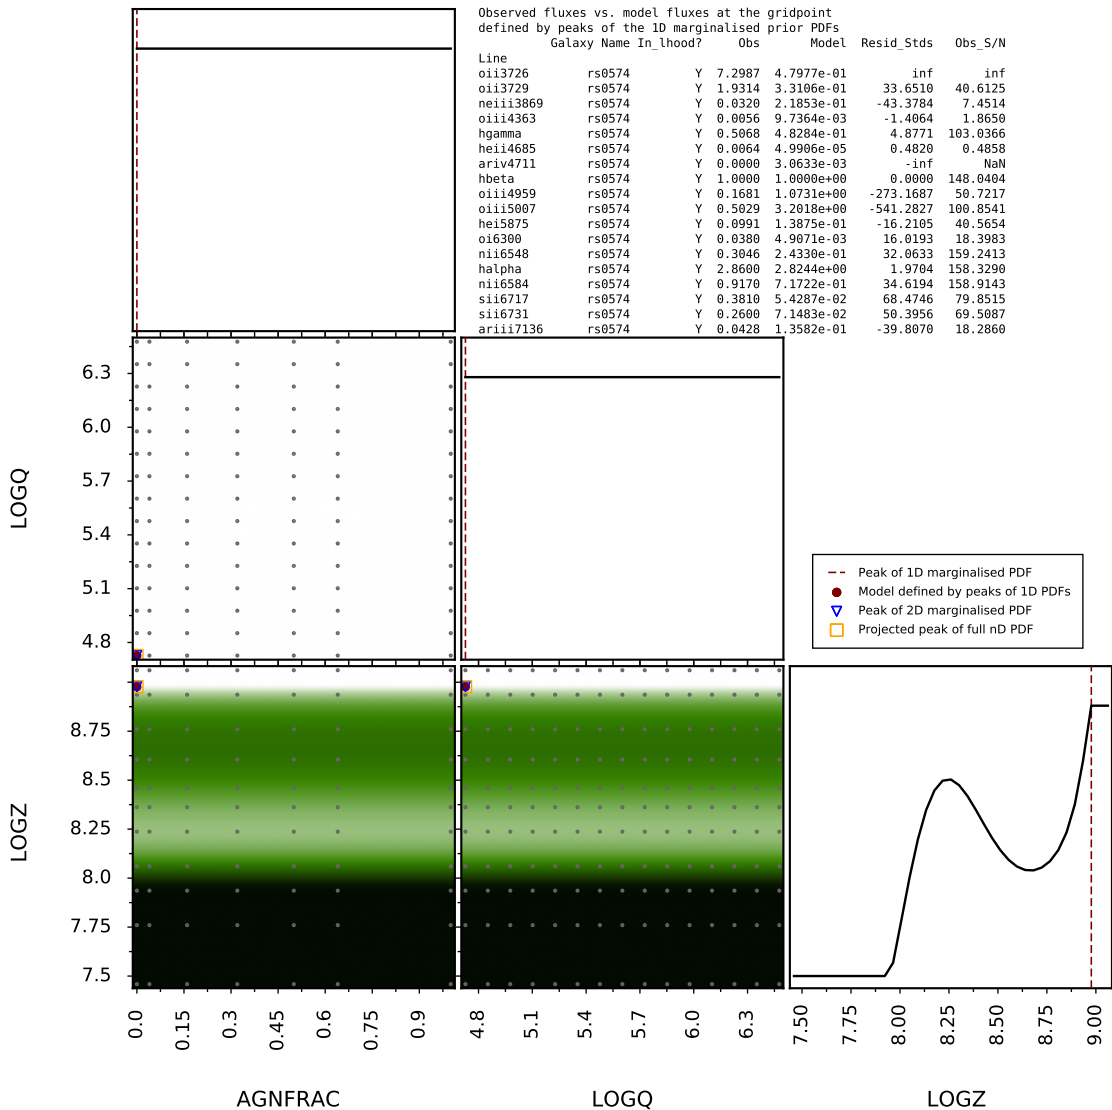 Observed fluxes vs. model fluxes at the gridpoint
defined by peaks of the 1D marginalised prior PDFs
Galaxy Name In_lhood? Obs Model Resid_Stds Obs_S/N
Line
oii3726 rs0574 Y 7.2987 4.7977e-01 inf inf
oii3729 rs0574 Y 1.9314 3.3106e-01 33.6510 40.6125
neiii3869 rs0574 Y 0.0320 2.1853e-01 -43.3784 7.4514
oiii4363 rs0574 Y 0.0056 9.7364e-03 -1.4064 1.8650
hgamma rs0574 Y 0.5068 4.8284e-01 4.8771 103.0366
heii4685 rs0574 Y 0.0064 4.9906e-05 0.4820 0.4858
ariv4711 rs0574 Y 0.0000 3.0633e-03 -inf NaN
hbeta rs0574 Y 1.0000 1.0000e+00 0.0000 148.0404
oiii4959 rs0574 Y 0.1681 1.0731e+00 -273.1687 50.7217
oiii5007 rs0574 Y 0.5029 3.2018e+00 -541.2827 100.8541
hei5875 rs0574 Y 0.0991 1.3875e-01 -16.2105 40.5654
oi6300 rs0574 Y 0.0380 4.9071e-03 16.0193 18.3983
nii6548 rs0574 Y 0.3046 2.4330e-01 32.0633 159.2413
halpha rs0574 Y 2.8600 2.8244e+00 1.9704 158.3290
nii6584 rs0574 Y 0.9170 7.1722e-01 34.6194 158.9143
sii6717 rs0574 Y 0.3810 5.4287e-02 68.4746 79.8515
sii6731 rs0574 Y 0.2600 7.1483e-02 50.3956 69.5087
ariii7136 rs0574 Y 0.0428 1.3582e-01 -39.8070 18.2860
6.3
6.0
5.7
5.4
5.1
4.8
LOGQ
Peak of 1D marginalised PDF
Model defined by peaks of 1D PDFs
Peak of 2D marginalised PDF
Projected peak of full nD PDF
8.75
8.5
8.25
8.0
7.75
7.5
LOGZ
0.0 0.15 0.3 0.45 0.6 0.75 0.9
4.8 5.1 5.4 5.7 6.0 6.3
7.50 7.75 8.00 8.25 8.50 8.75 9.00
AGNFRAC LOGQ LOGZ